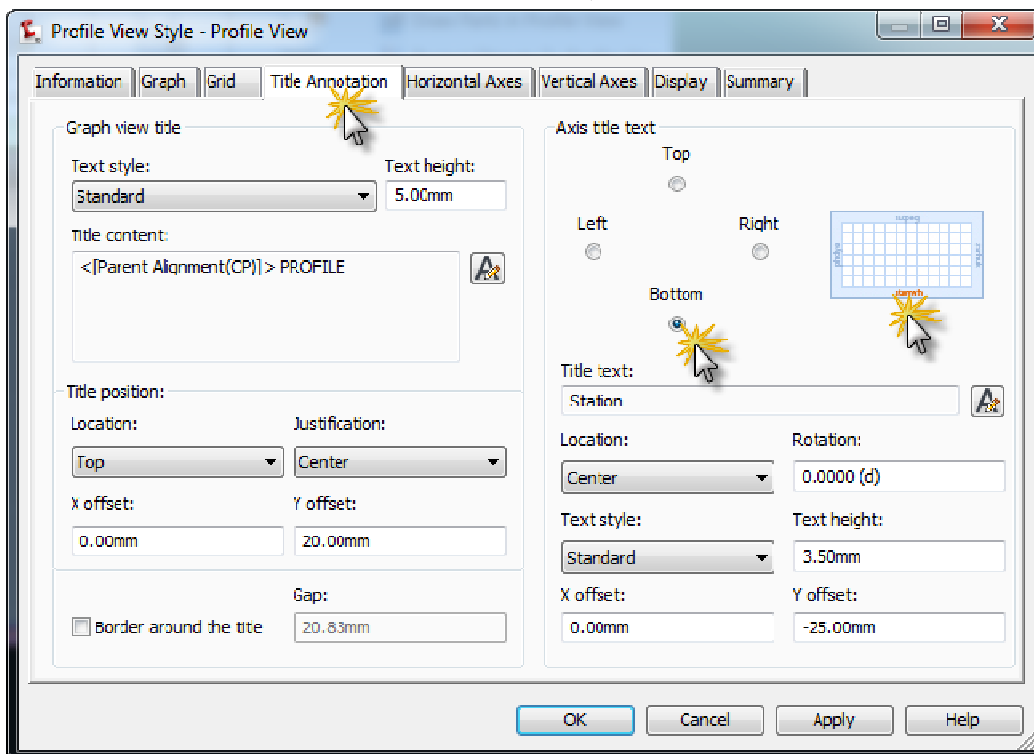 Profile View Style - Profile View
Information Graph Grid Title Annotation Horizontal Axes Vertical Axes Display Summary
Graph view title
Text style: Text height:
Standard 5.00mm
Title content:
<[Parent Alignment(CP)]> PROFILE
Title position:
Location: Justification:
Top Center
X offset: Y offset:
0.00mm 20.00mm
Gap:
Border around the title 20.83mm
Axis title text
Top
Left Right
Bottom
Title text:
Station
Location: Rotation:
Center 0.0000 (d)
Text style: Text height:
Standard 3.50mm
X offset: Y offset:
0.00mm -25.00mm
OK Cancel Apply Help